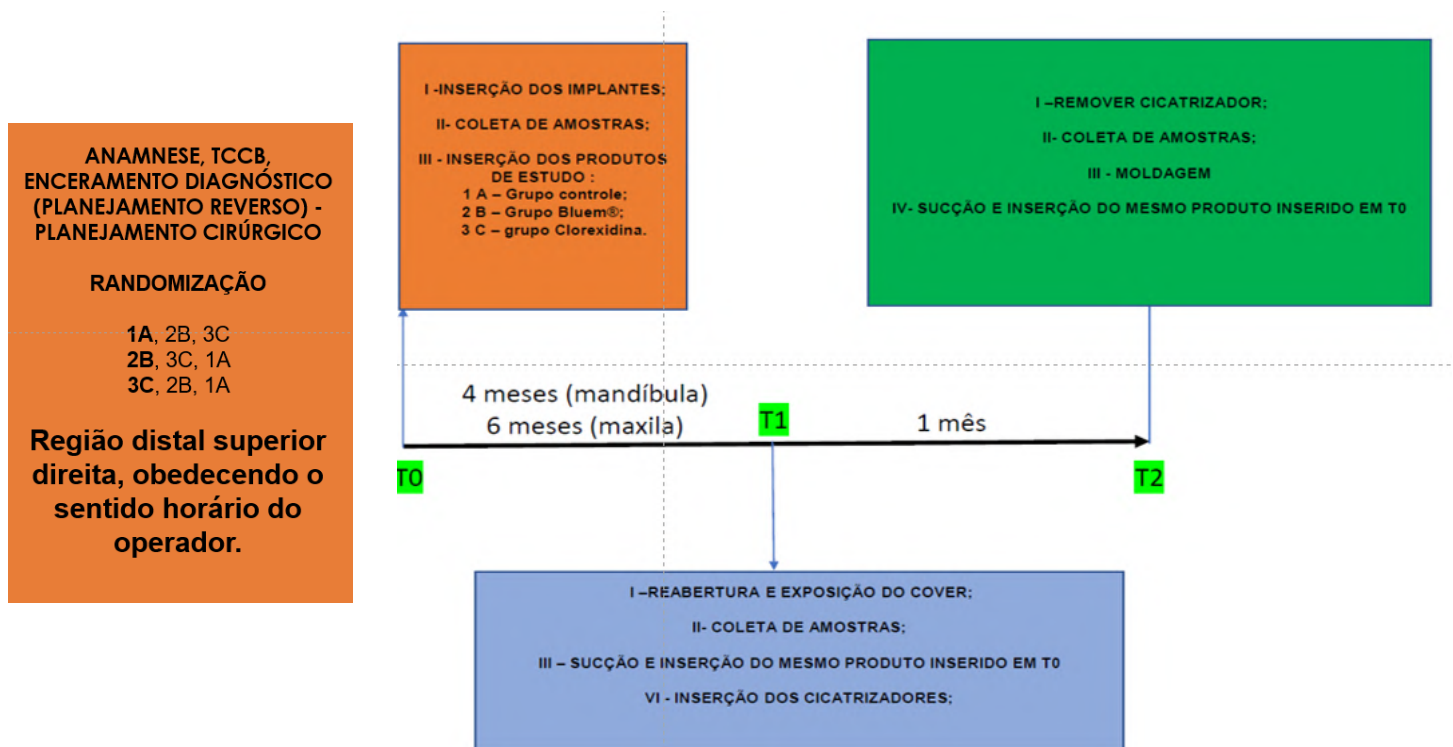 ANAMNESE, TCCB,
ENCERAMENTO DIAGNÓSTICO
(PLANEJAMENTO REVERSO) -
PLANEJAMENTO CIRÚRGICO
RANDOMIZAÇÃO
1A, 2B, 3C
2B, 3C, 1A
3C, 2B, 1A
Região distal superior
direita, obedecendo o
sentido horário do
operador.
I -INSERÇÃO DOS IMPLANTES;
II- COLETA DE AMOSTRAS;
III - INSERÇÃO DOS PRODUTOS
DE ESTUDO :
1 A – Grupo controle;
2 B – Grupo Bluem®;
3 C – grupo Clorexidina.
I –REMOVER CICATRIZADOR;
II- COLETA DE AMOSTRAS;
III - MOLDAGEM
IV- SUCÇÃO E INSERÇÃO DO MESMO PRODUTO INSERIDO EM T0
4 meses (mandíbula)
6 meses (maxila)
T1
1 mês
T0
T2
I –REABERTURA E EXPOSIÇÃO DO COVER;
II- COLETA DE AMOSTRAS;
III – SUCÇÃO E INSERÇÃO DO MESMO PRODUTO INSERIDO EM T0
VI - INSERÇÃO DOS CICATRIZADORES;